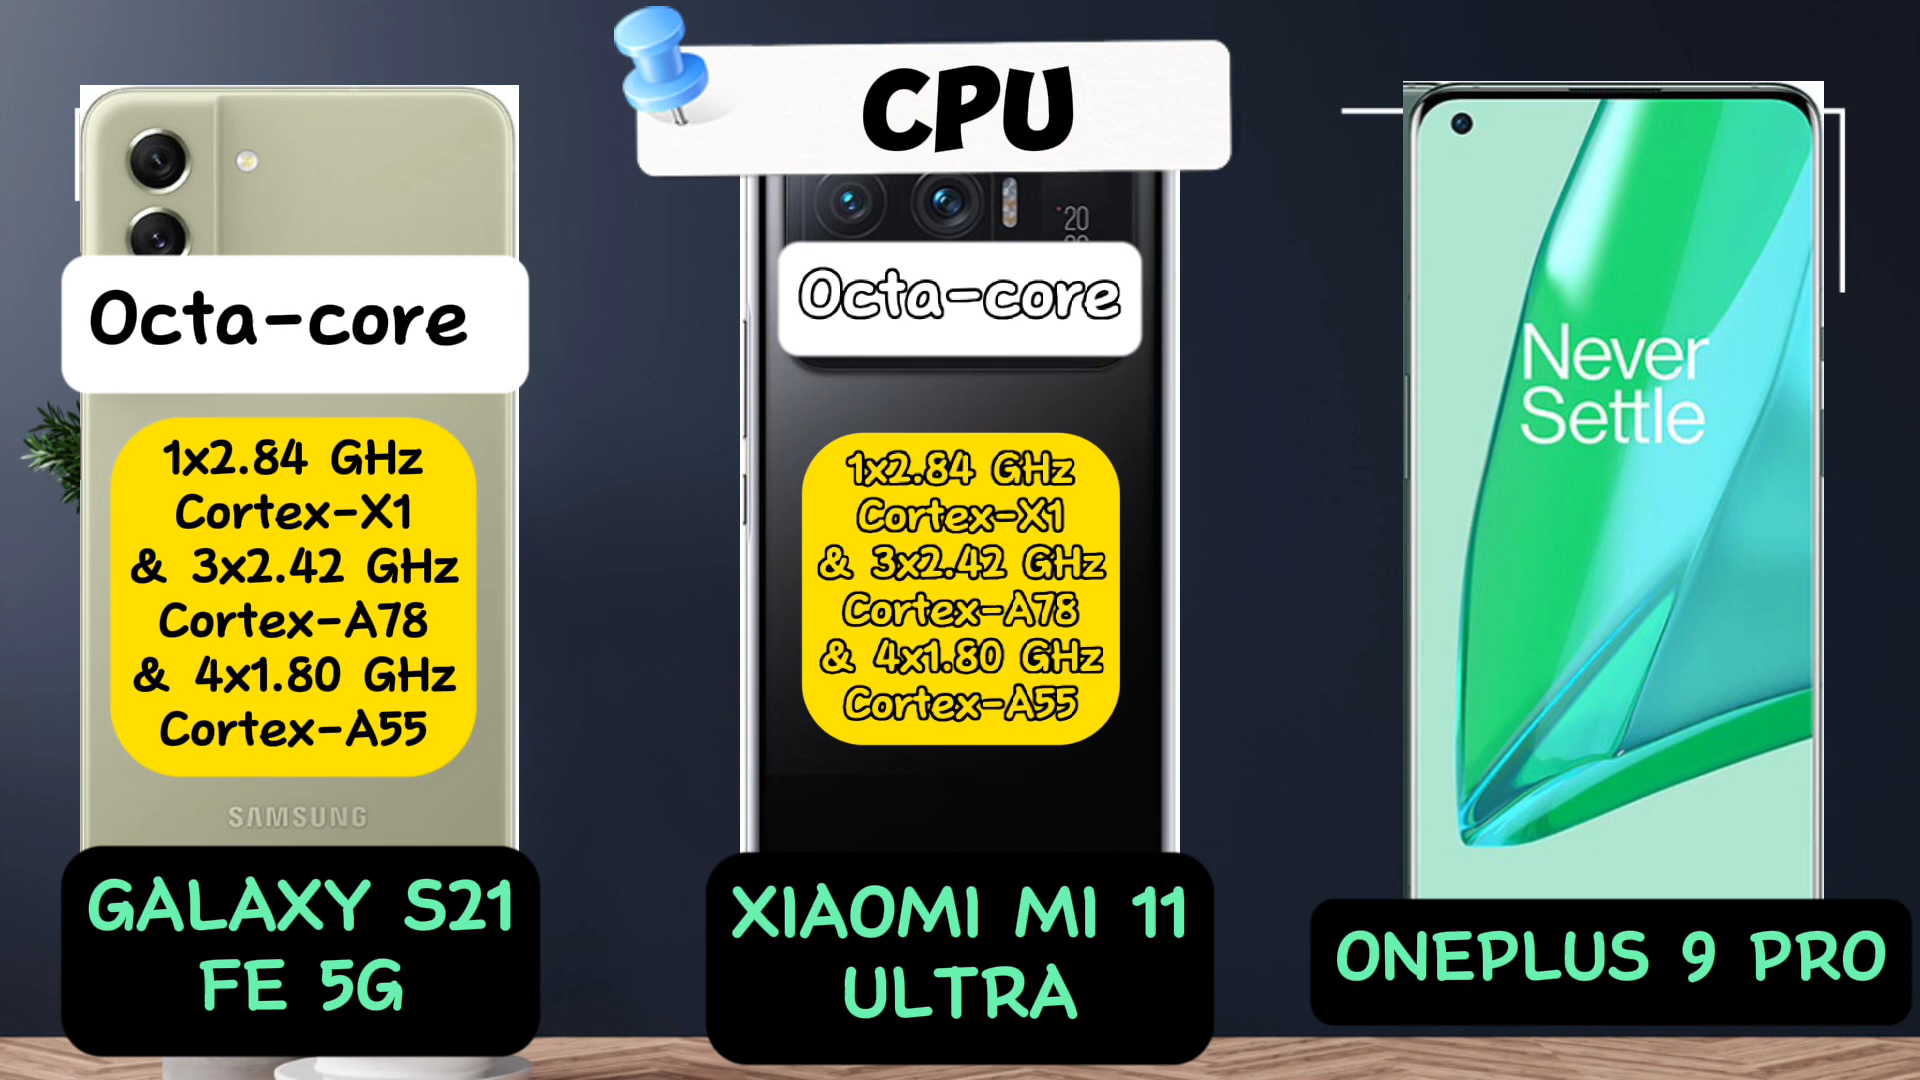 CPU
Octa-core
1x2.84 GHz
Cortex-X1
& 3x2.42 GHz
Cortex-A78
& 4x1.80 GHz
Cortex-A55
SAMSUNG
GALAXY S21
FE 5G
20
Octa-core
1x2.84 GHz
Cortex-X1
& 3x2.42 GHz
Cortex-A78
& 4x1.80 GHz
Cortex-A55
XIAOMI MI 11
ULTRA
Never
Settle
ONEPLUS 9 PRO